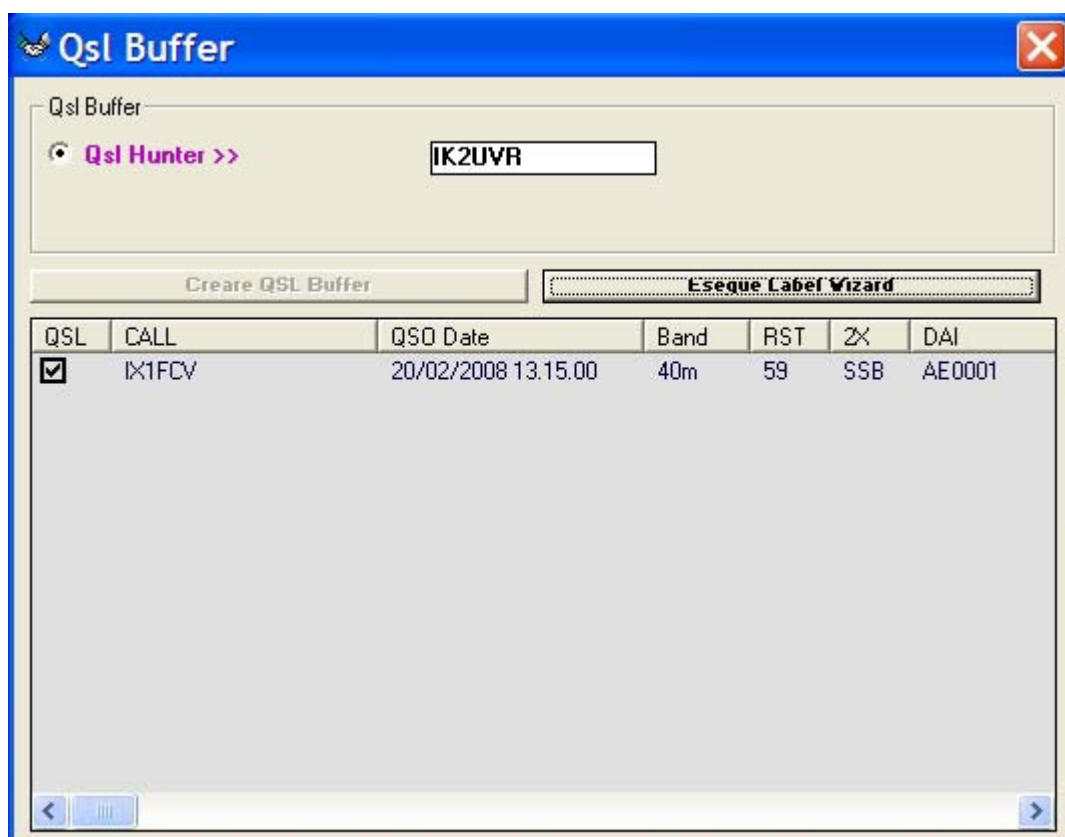 Qsl Buffer
Qsl Buffer
Qsl Hunter >> IK2UVR
Creare QSL Buffer Eseque Label Wizard
QSL CALL QSO Date Band RST 2X DAI
IX1FCV 20/02/2008 13.15.00 40m 59 SSB AE0001